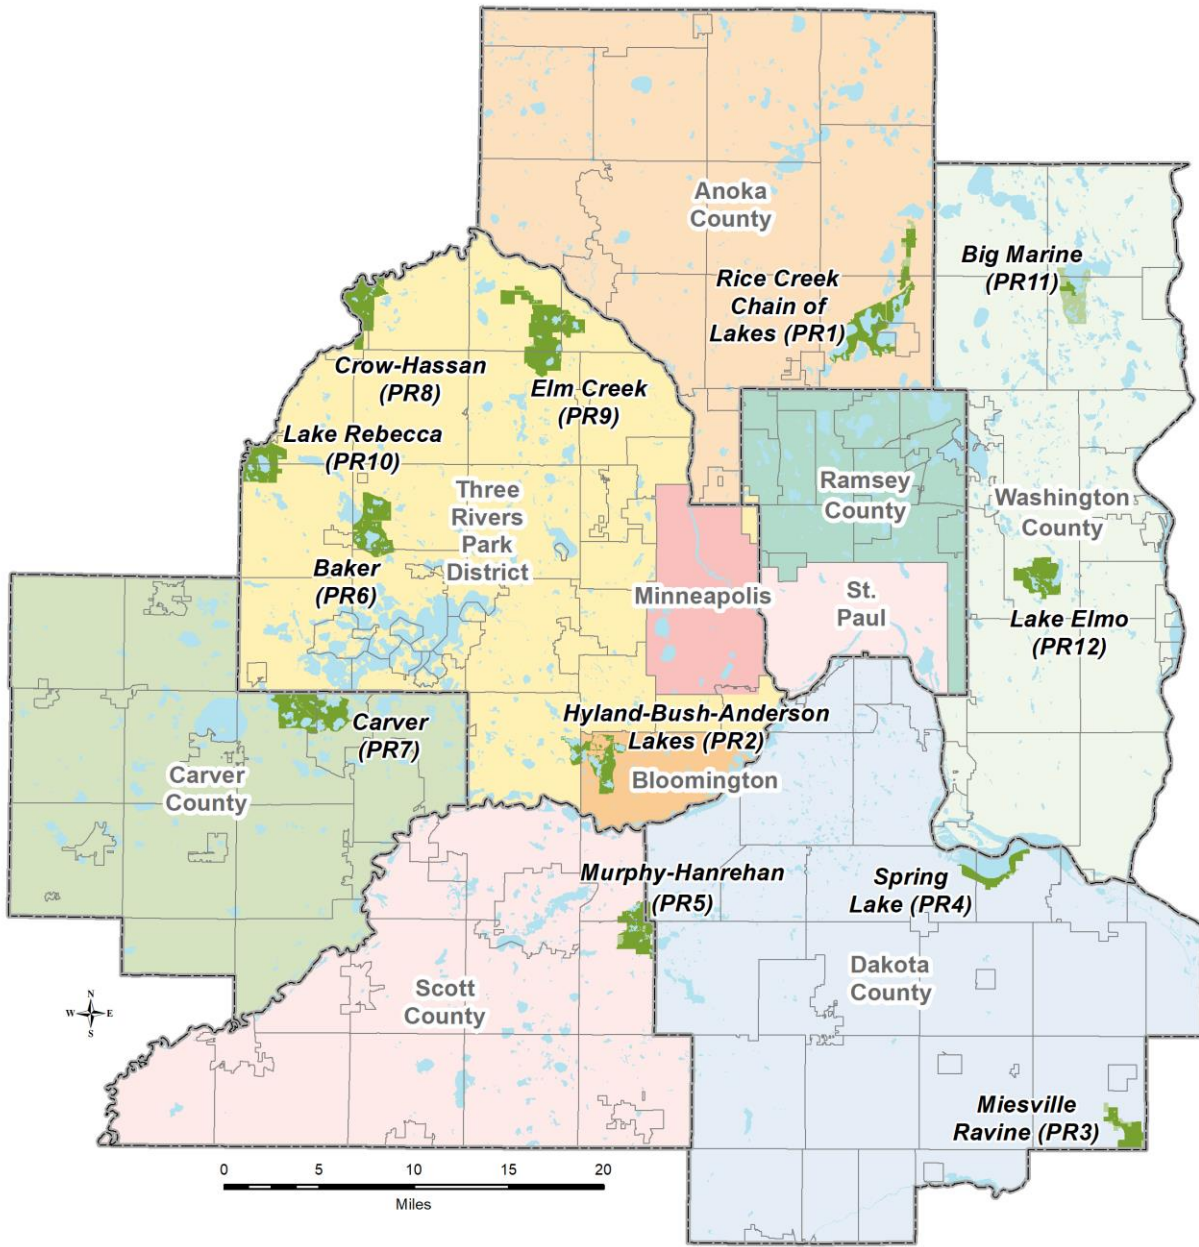 Anoka
County
Big Marine
(PR11)
Rice Creek
Chain of
Lakes (PR1)
Crow-Hassan
(PR8)
Elm Creek
(PR9)
Lake Rebecca
(PR10)
Three
Rivers
Park
District
Ramsey
County
Washington
County
Baker
(PR6)
Minneapolis
St.
Paul
Lake Elmo
(PR12)
Carver
(PR7)
Hyland-Bush-Anderson
Lakes (PR2)
Carver
County
Bloomington
Murphy-Hanrehan
(PR5)
Spring
Lake (PR4)
Scott
County
Dakota
County
N
W E
S
Miesville
Ravine (PR3)
0 5 10 15 20
Miles